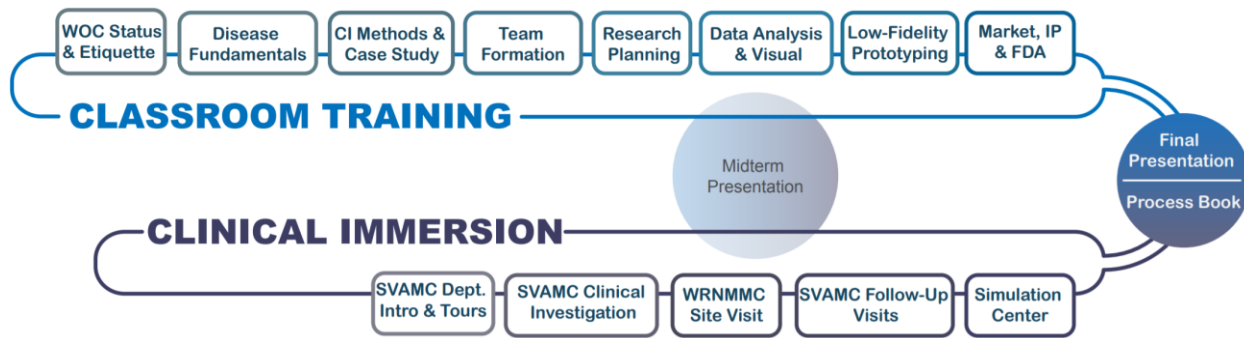 WOC Status
& Etiquette
Disease
Fundamentals
CI Methods &
Case Study
Team
Formation
Research
Planning
Data Analysis
& Visual
Low-Fidelity
Prototyping
Market, IP
& FDA
CLASSROOM TRAINING
Midterm
Presentation
Final
Presentation
Process Book
CLINICAL IMMERSION
SVAMC Dept.
Intro & Tours
SVAMC Clinical
Investigation
WRNMMC
Site Visit
SVAMC Follow-Up
Visits
Simulation
Center